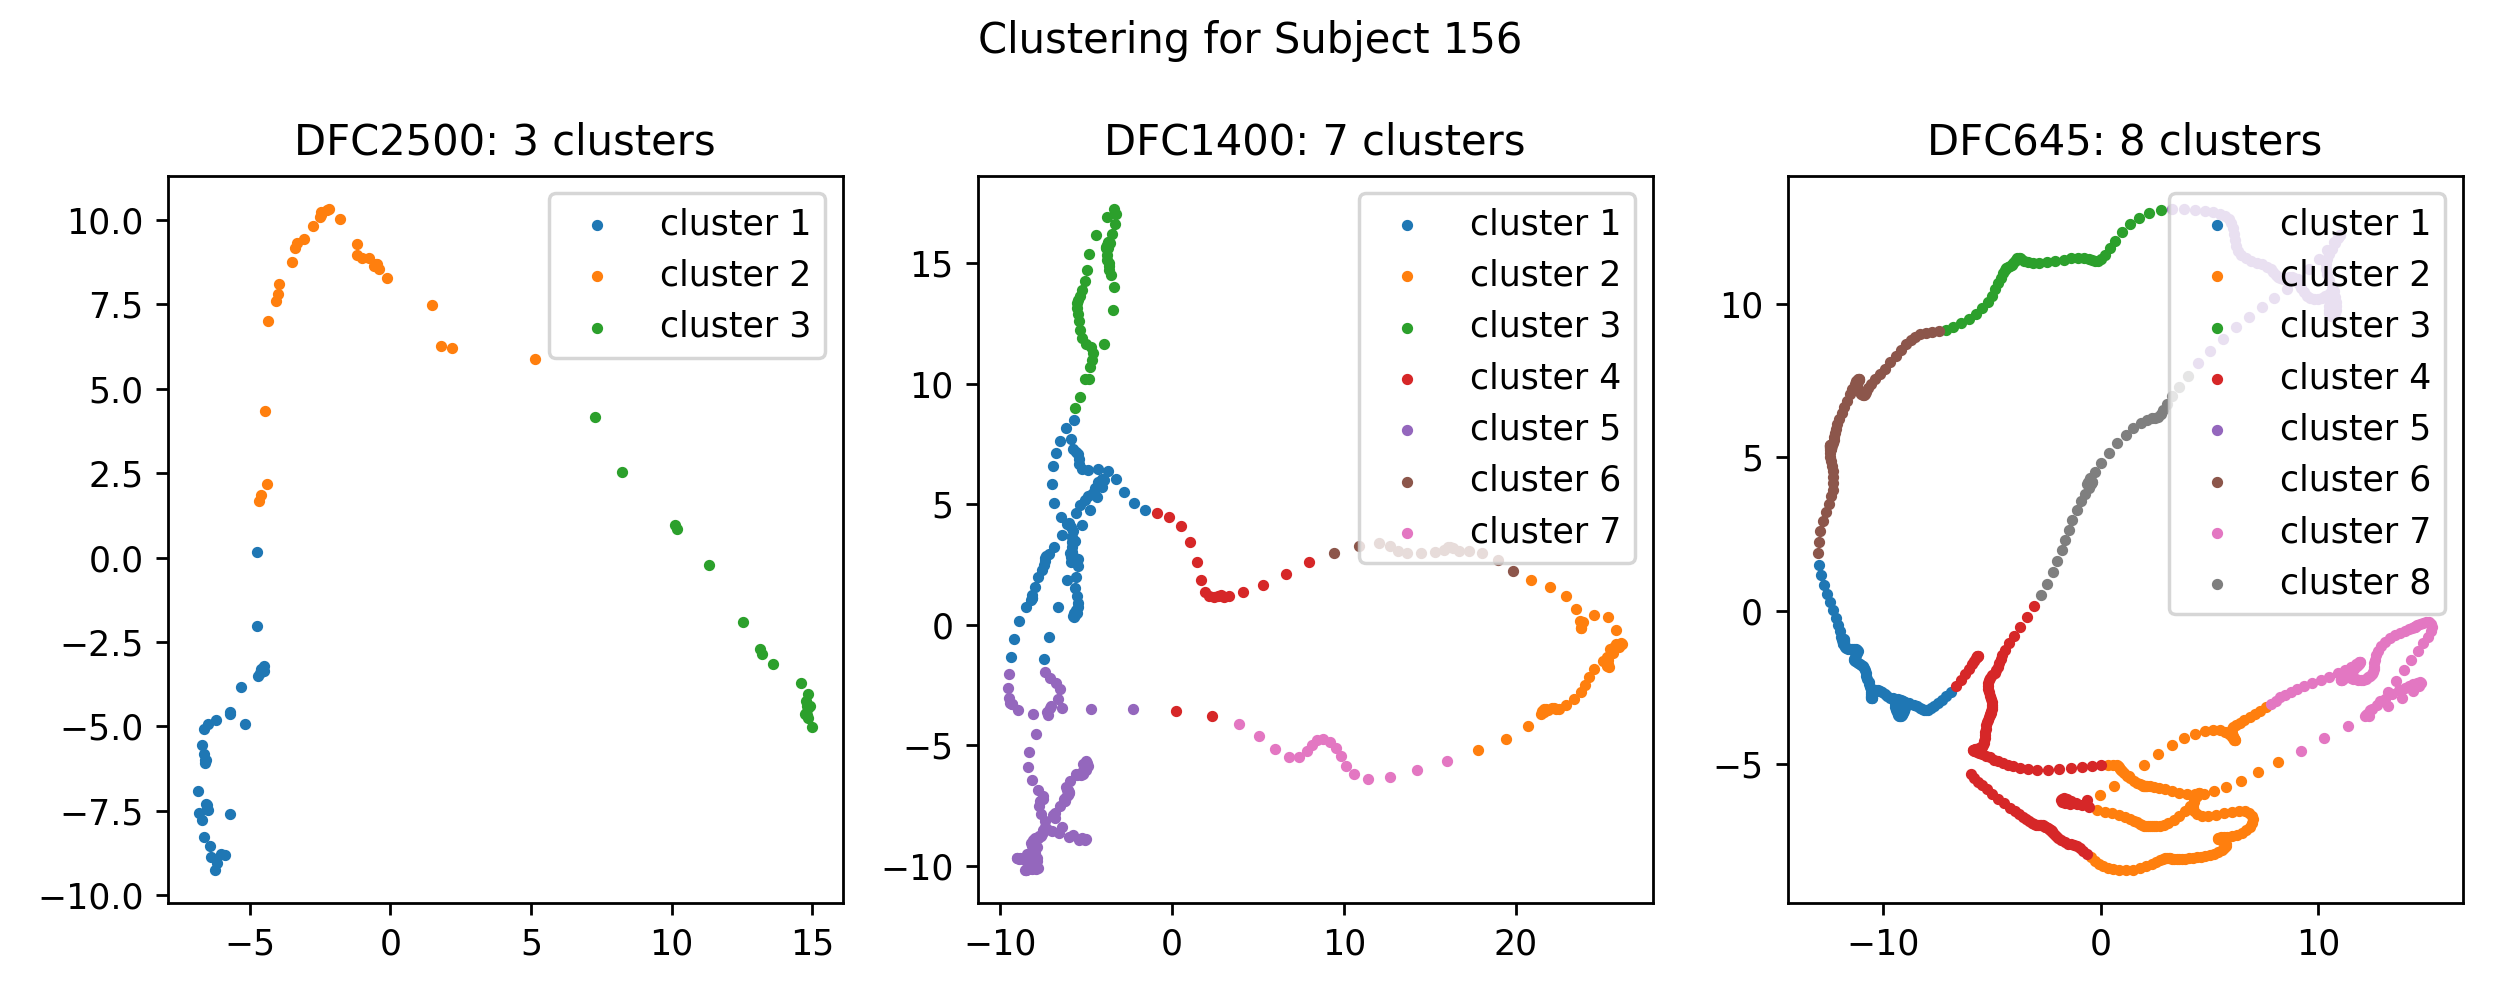 Clustering for Subject 156
DFC2500: 3 clusters
10.0
7.5
5.0
2.5
0.0
−2.5
−5.0
−7.5
−10.0
−5
0
5
10
15
cluster 1
cluster 2
cluster 3
DFC1400: 7 clusters
15
10
5
0
−5
−10
−10
0
10
20
cluster 1
cluster 2
cluster 3
cluster 4
cluster 5
cluster 6
cluster 7
DFC645: 8 clusters
10
5
0
−5
−10
0
10
cluster 1
cluster 2
cluster 3
cluster 4
cluster 5
cluster 6
cluster 7
cluster 8